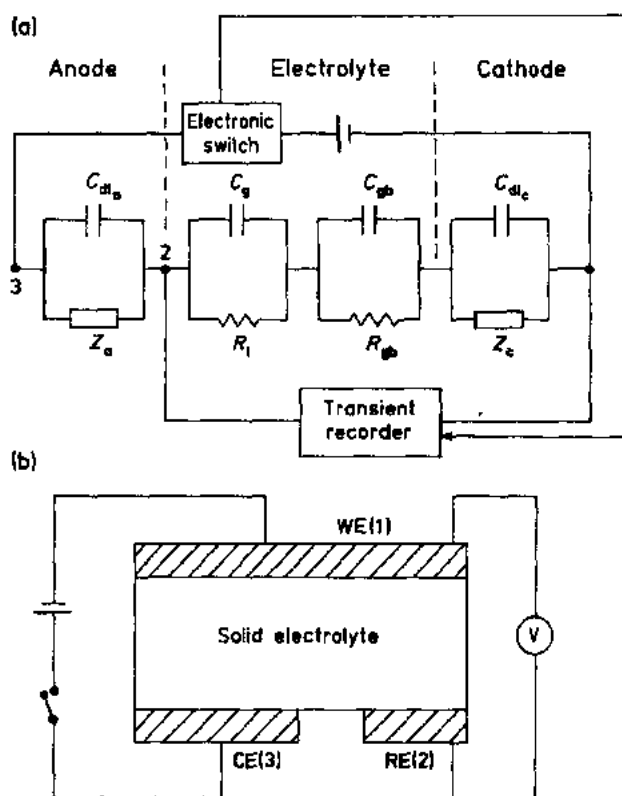 (a)
Anode Electrolyte Cathode
Electronic
switch
C_dl_a C_g C_gb C_dl_c
2
3
Z_a R_i R_gb Z_c
Transient
recorder
(b)
WE(1)
Solid electrolyte
V
CE(3) RE(2)